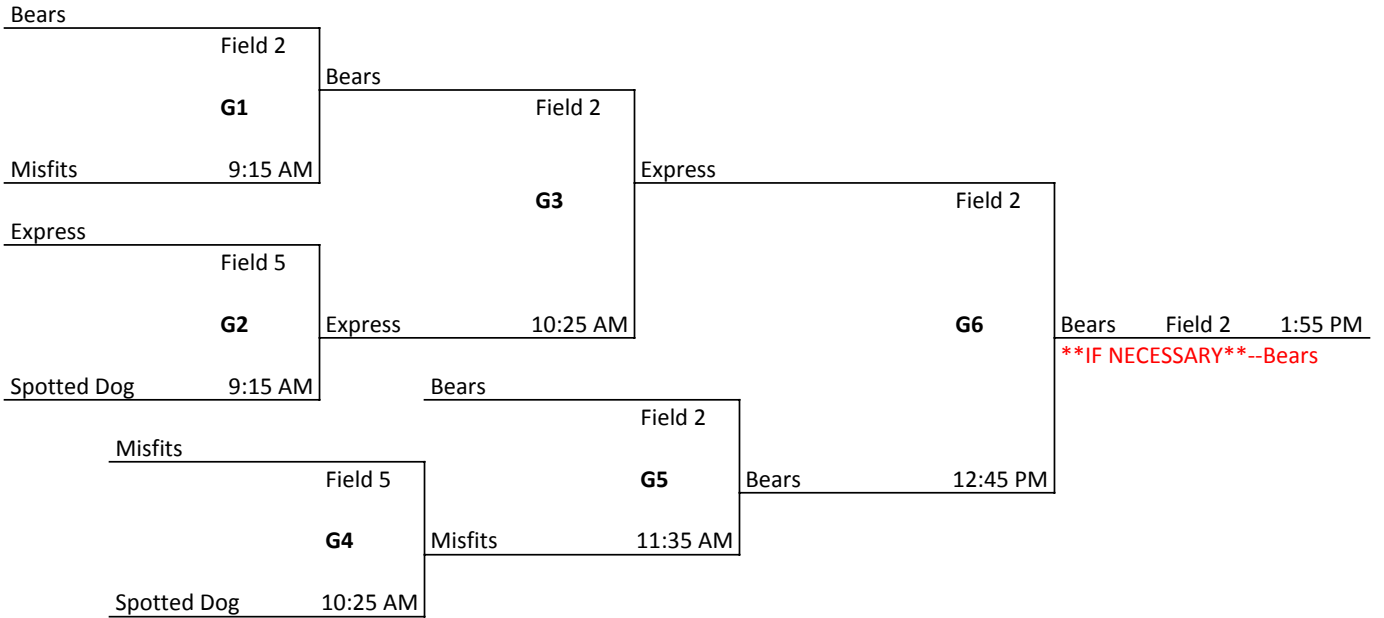 Bears
Field 2
Bears
G1
Field 2
Misfits 9:15 AM
Express
G3
Field 2
Express
Field 5
G2
Express 10:25 AM
G6
Bears Field 2 1:55 PM
**IF NECESSARY**--Bears
Spotted Dog 9:15 AM
Bears
Field 2
Misfits
Field 5
G5
Bears 12:45 PM
G4
Misfits 11:35 AM
Spotted Dog 10:25 AM